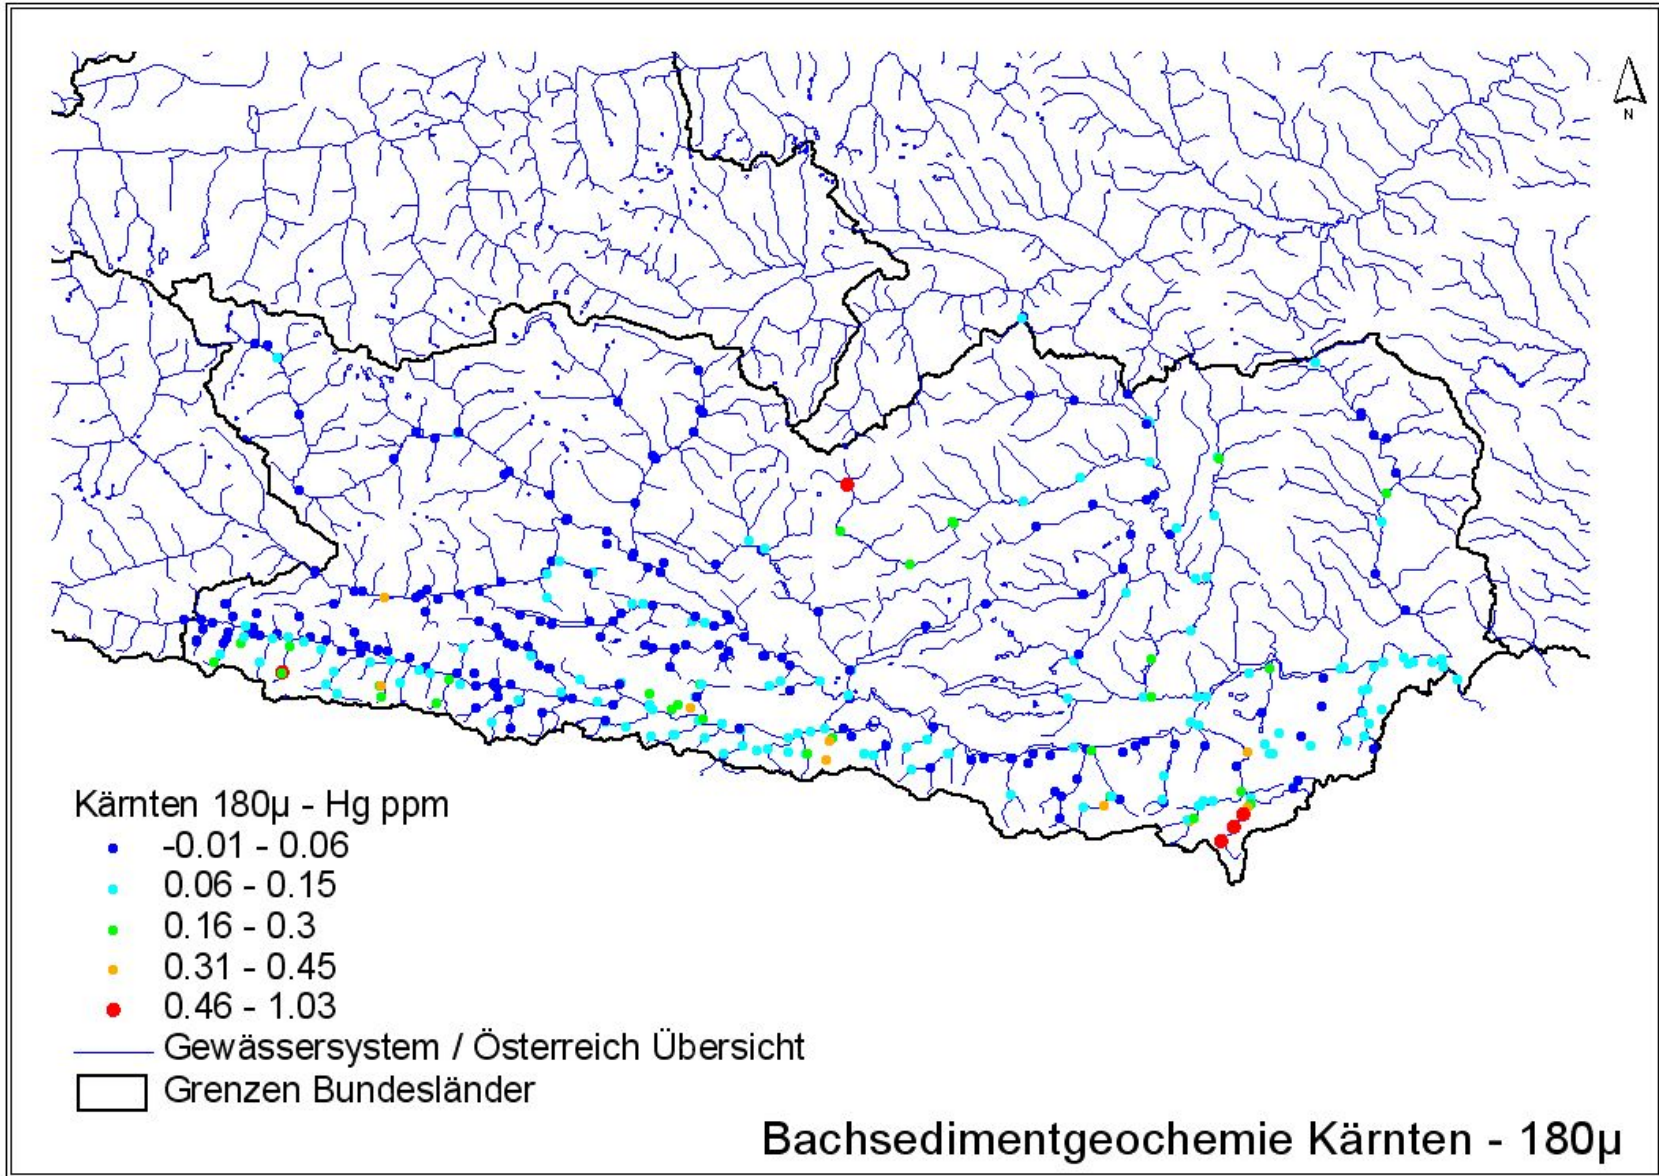 N
Kärnten 180µ - Hg ppm
-0.01 - 0.06
0.06 - 0.15
0.16 - 0.3
0.31 - 0.45
0.46 - 1.03
Gewässersystem / Österreich Übersicht
Grenzen Bundesländer
Bachsedimentgeochemie Kärnten - 180µ